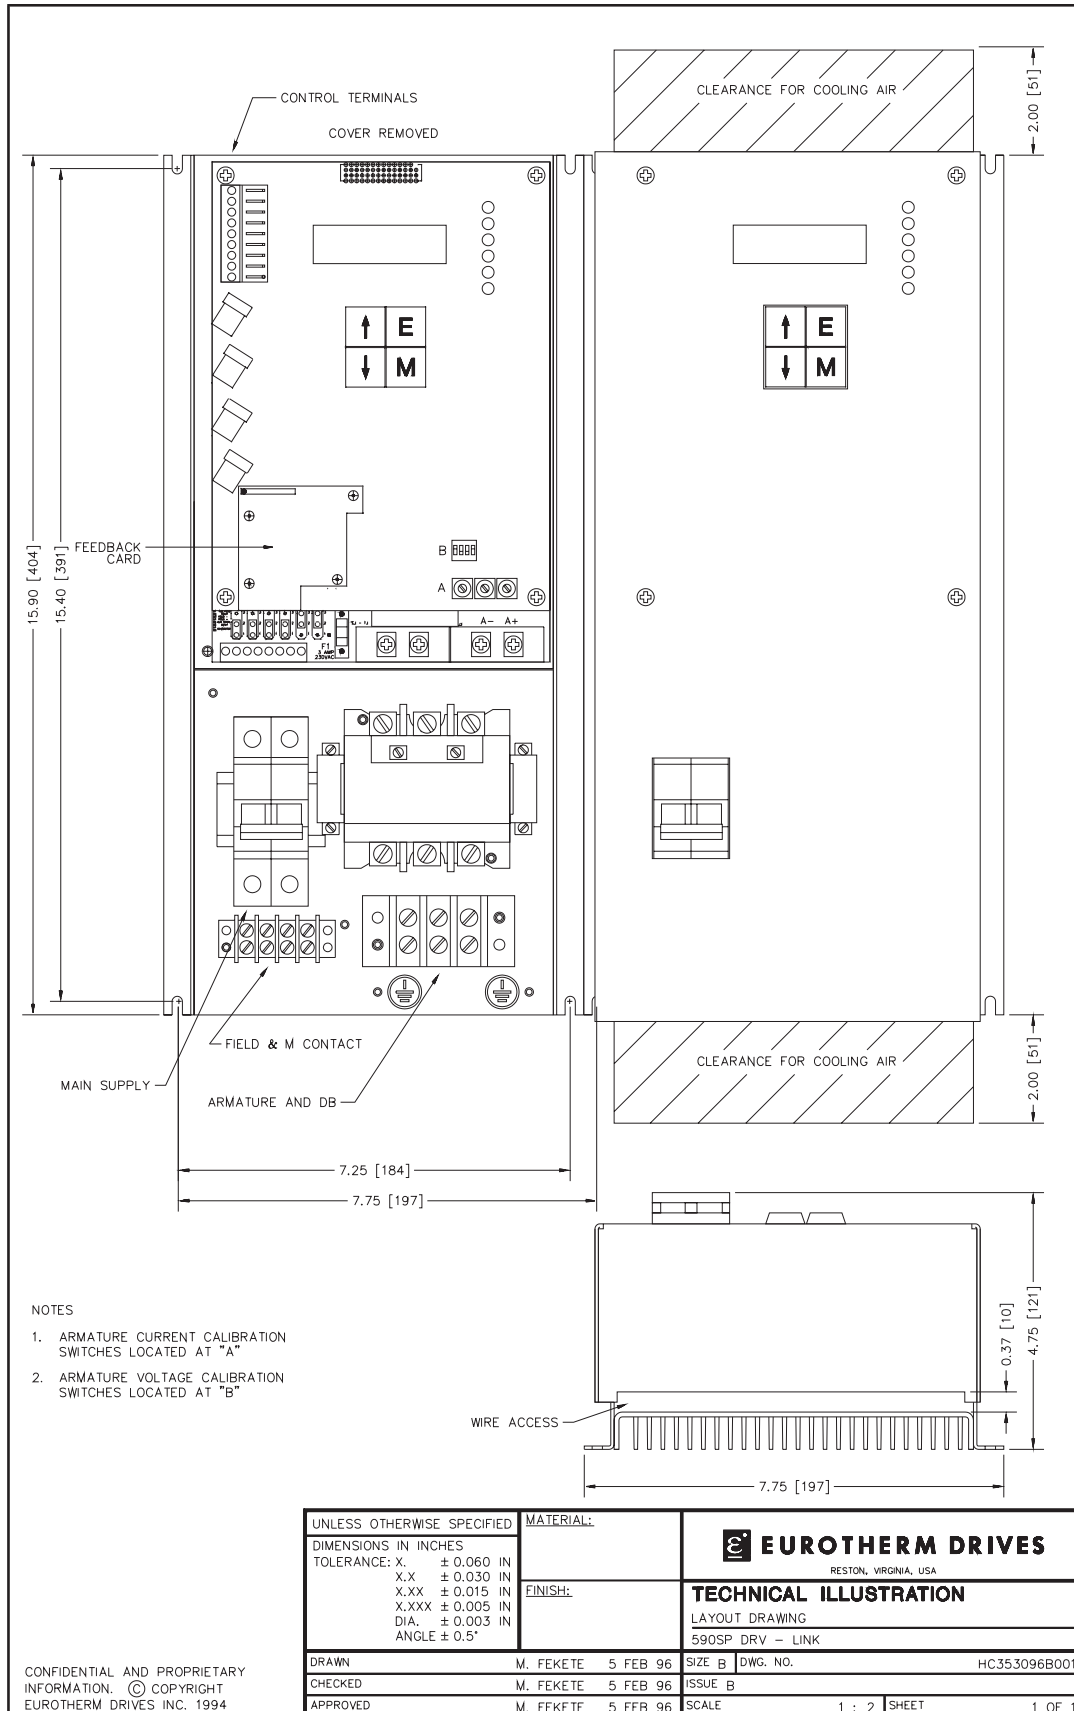 CLEARANCE FOR COOLING AIR
2.00 [51]
CONTROL TERMINALS
COVER REMOVED
E
M
E
M
15.90 [404]
15.40 [391]
FEEDBACK
CARD
B
A
A- A+
F1
3 AMP
230VAC
FIELD & M CONTACT
MAIN SUPPLY
ARMATURE AND DB
CLEARANCE FOR COOLING AIR
2.00 [51]
7.25 [184]
7.75 [197]
4.75 [121]
0.37 [10]
WIRE ACCESS
7.75 [197]
NOTES
1. ARMATURE CURRENT CALIBRATION
SWITCHES LOCATED AT "A"
2. ARMATURE VOLTAGE CALIBRATION
SWITCHES LOCATED AT "B"
UNLESS OTHERWISE SPECIFIED
DIMENSIONS IN INCHES
TOLERANCE: X. ± 0.060 IN
X.X ± 0.030 IN
X.XX ± 0.015 IN
X.XXX ± 0.005 IN
DIA. ± 0.003 IN
ANGLE ± 0.5°
MATERIAL:
FINISH:
EUROTHERM DRIVES
RESTON, VIRGINIA, USA
TECHNICAL ILLUSTRATION
LAYOUT DRAWING
590SP DRV - LINK
DRAWN M. FEKETE 5 FEB 96
SIZE B DWG. NO. HC353096B001
CHECKED M. FEKETE 5 FEB 96
ISSUE B
APPROVED M. FEKETE 5 FEB 96
SCALE 1 : 2 SHEET 1 OF 1
CONFIDENTIAL AND PROPRIETARY
INFORMATION. © COPYRIGHT
EUROTHERM DRIVES INC. 1994